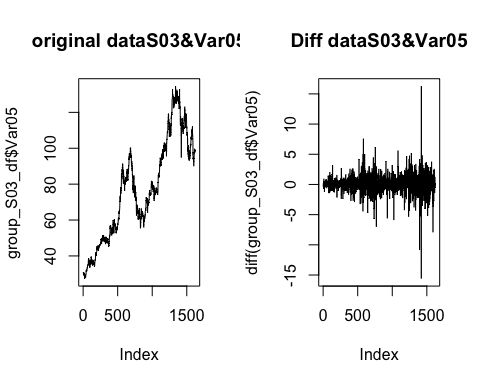 original dataS03&Var05
group_S03_df$Var05
40 60 80 100
0 500 1500
Index
Diff dataS03&Var05
diff(group_S03_df$Var05)
-15 -5 0 5 15
0 500 1500
Index